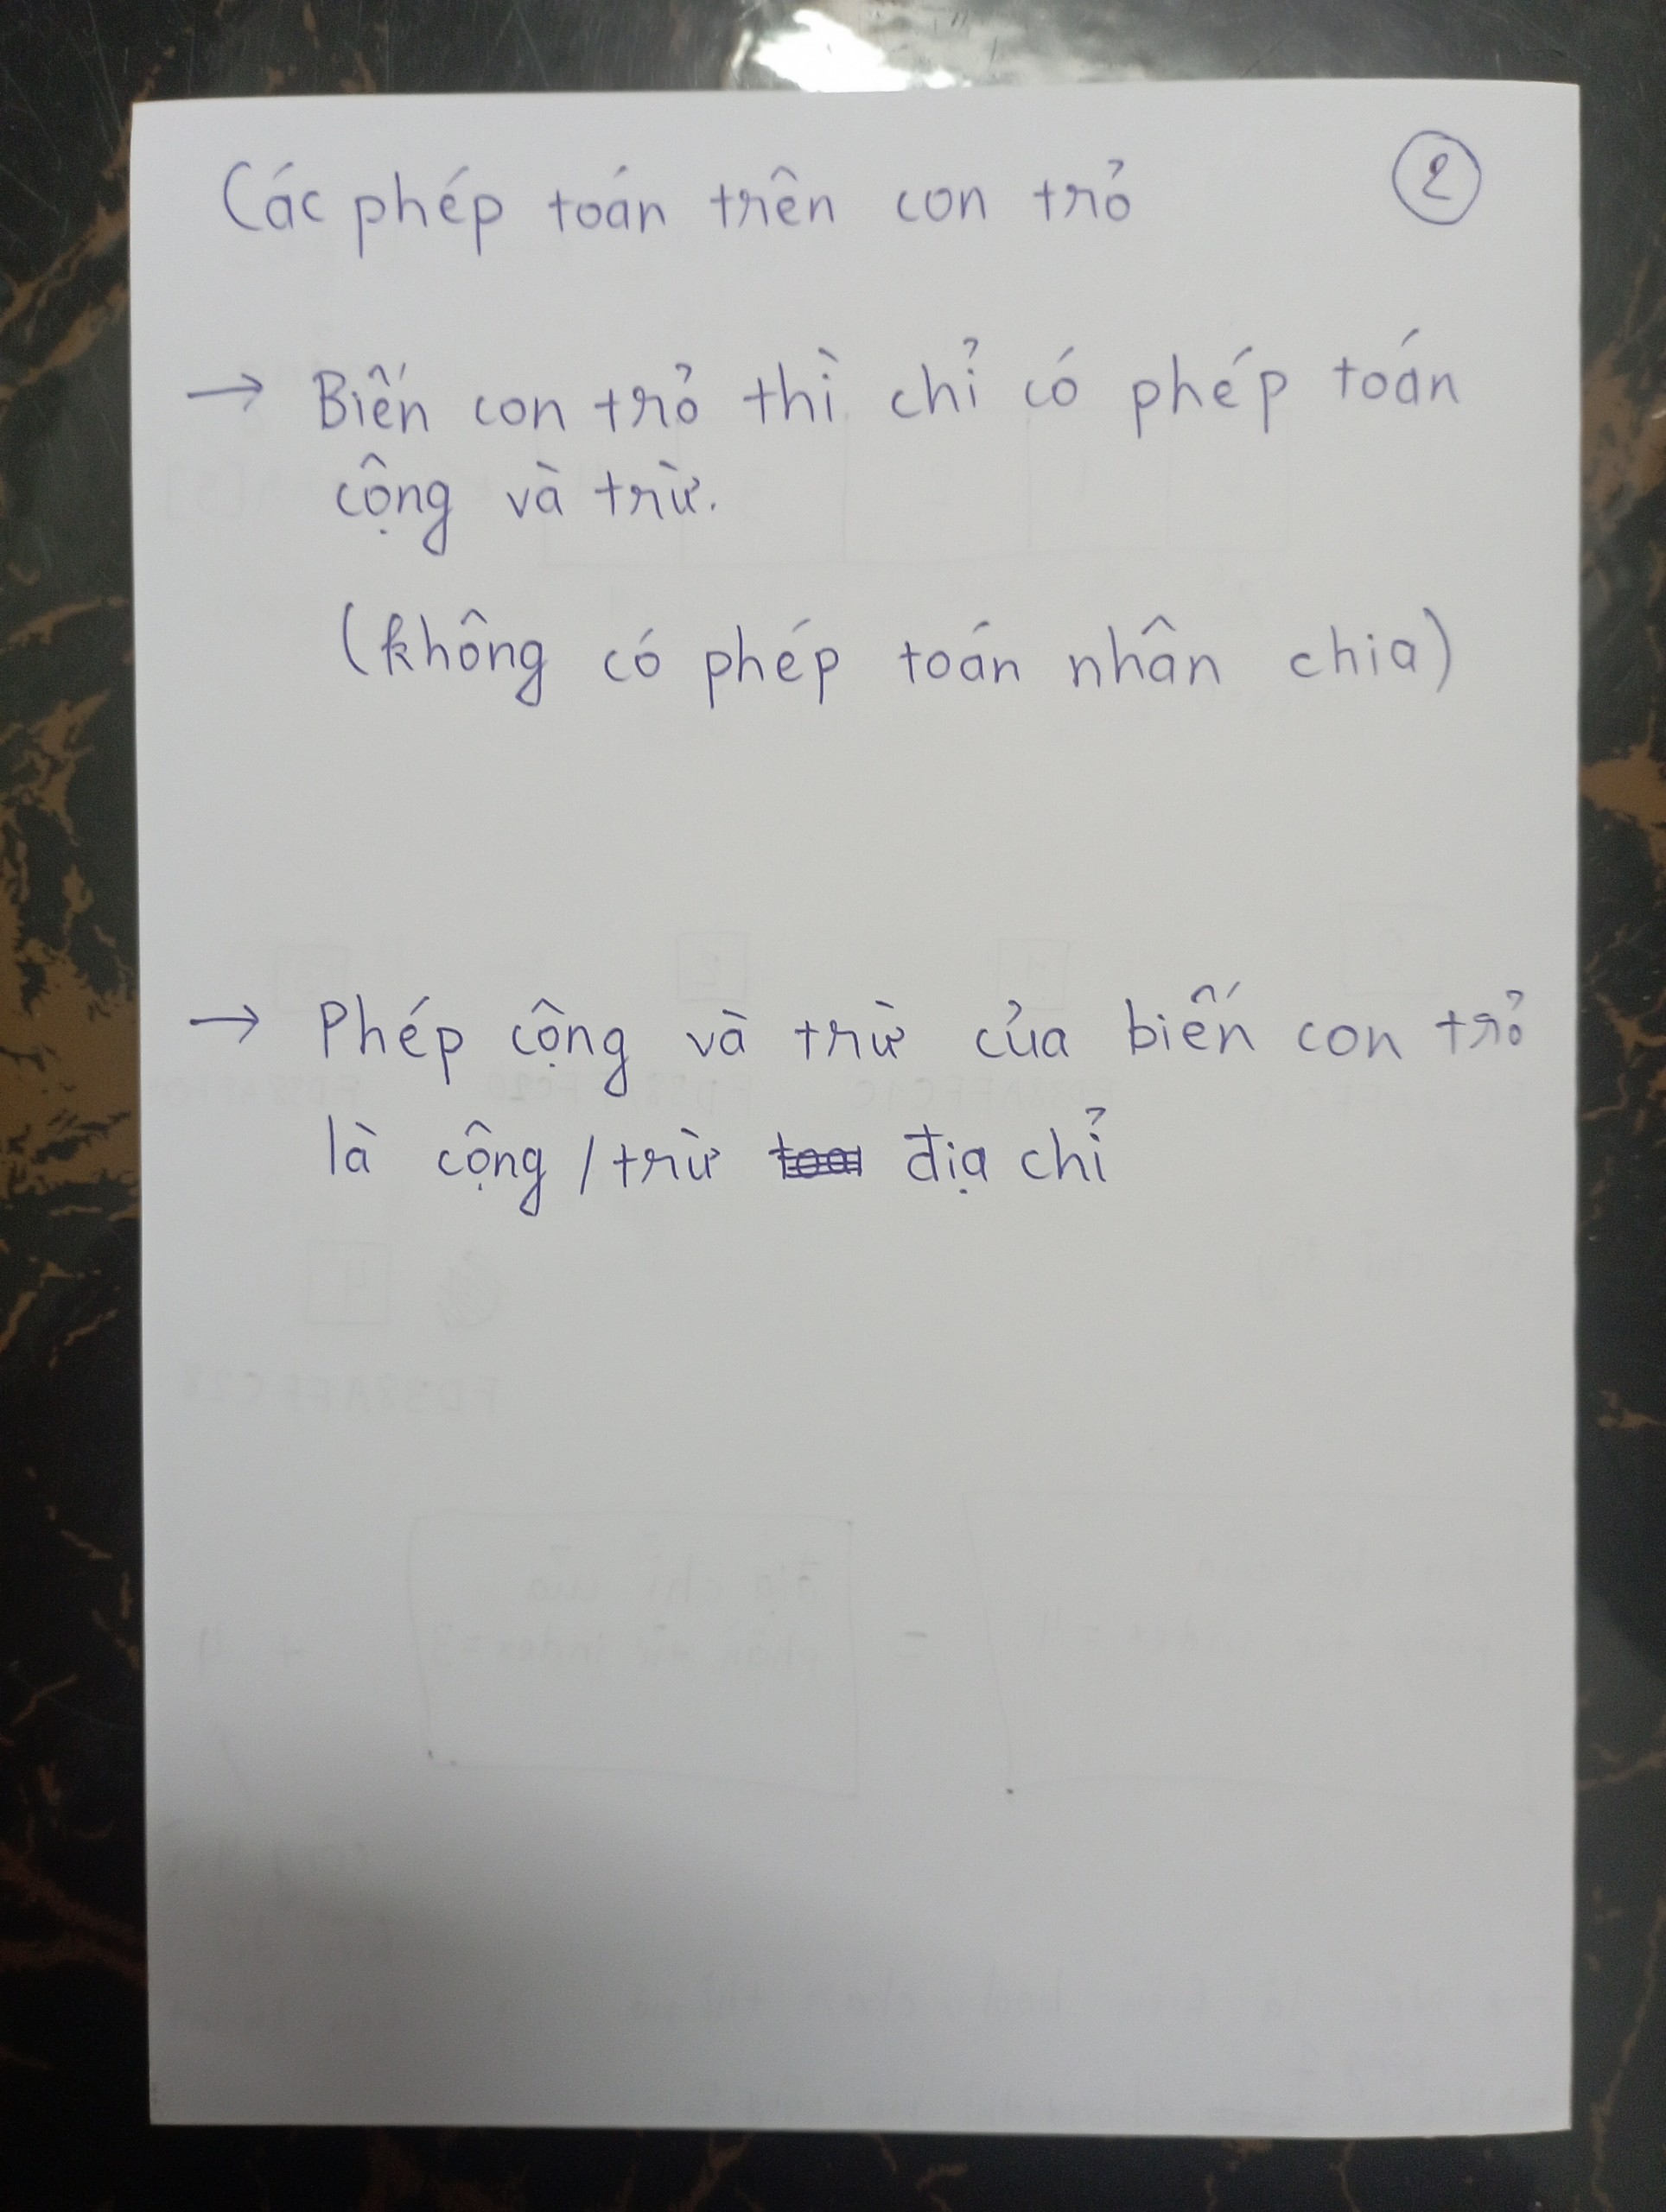 Các phép toán trên con trỏ
2
→ Biến con trỏ thì chỉ có phép toán
cộng và trừ.
(không có phép toán nhân chia)
→ Phép cộng và trừ của biến con trỏ
là cộng / trừ địa chỉ